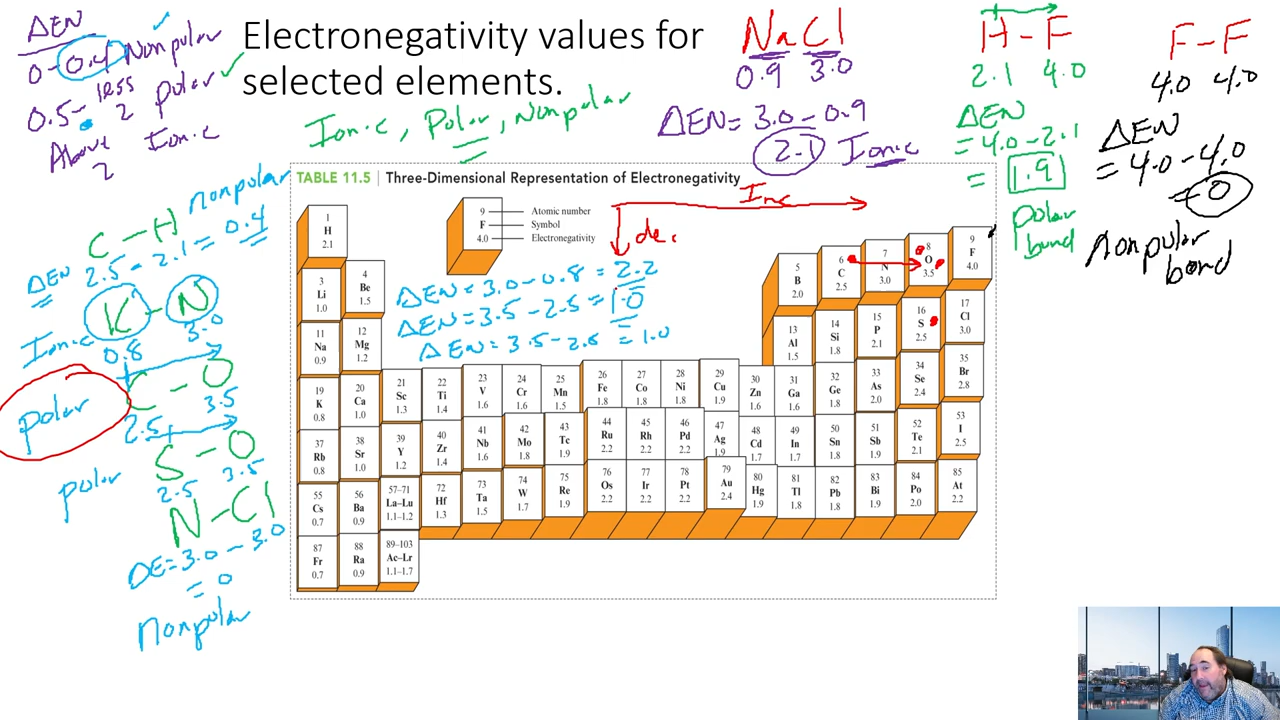 Electronegativity values for
selected elements.
ΔEN
0 - 0.4 Nonpolar
0.5 - less 2 polar
Above 2 Ionic
Ionic, Polar, Nonpolar
NaCl
0.9 3.0
ΔEN = 3.0 - 0.9
2.1 Ionic
H - F
2.1 4.0
ΔEN
= 4.0 - 2.1
= 1.9
polar
bond
F - F
4.0 4.0
ΔEN
= 4.0 - 4.0
= 0
Nonpolar
bond
nonpolar
C - H
ΔEN 2.5 - 2.1 = 0.4
K - N
Ionic 0.8 3.0
C - O
polar 2.5 3.5
S - O
polar 2.5 3.5
N - Cl
DE = 3.0 - 3.0
= 0
Nonpolar
TABLE 11.5 | Three-Dimensional Representation of Electronegativity
Inc
dec.
9 Atomic number
F Symbol
4.0 Electronegativity
ΔEN = 3.0 - 0.8 = 2.2
ΔEN = 3.5 - 2.5 = 1.0
ΔEN = 3.5 - 2.5 = 1.0
1 H 2.1
3 Li 1.0
4 Be 1.5
5 B 2.0
6 C 2.5
7 N 3.0
8 O 3.5
9 F 4.0
11 Na 0.9
12 Mg 1.2
13 Al 1.5
14 Si 1.8
15 P 2.1
16 S 2.5
17 Cl 3.0
19 K 0.8
20 Ca 1.0
21 Sc 1.3
22 Ti 1.4
23 V 1.6
24 Cr 1.6
25 Mn 1.5
26 Fe 1.8
27 Co 1.8
28 Ni 1.8
29 Cu 1.9
30 Zn 1.6
31 Ga 1.6
32 Ge 1.8
33 As 2.0
34 Se 2.4
35 Br 2.8
37 Rb 0.8
38 Sr 1.0
39 Y 1.2
40 Zr 1.4
41 Nb 1.6
42 Mo 1.8
43 Tc 1.9
44 Ru 2.2
45 Rh 2.2
46 Pd 2.2
47 Ag 1.9
48 Cd 1.7
49 In 1.7
50 Sn 1.8
51 Sb 1.9
52 Te 2.1
53 I 2.5
55 Cs 0.7
56 Ba 0.9
57–71 La–Lu 1.1–1.2
72 Hf 1.3
73 Ta 1.5
74 W 1.7
75 Re 1.9
76 Os 2.2
77 Ir 2.2
78 Pt 2.2
79 Au 2.4
80 Hg 1.9
81 Tl 1.8
82 Pb 1.8
83 Bi 1.9
84 Po 2.0
85 At 2.2
87 Fr 0.7
88 Ra 0.9
89–103 Ac–Lr 1.1–1.7